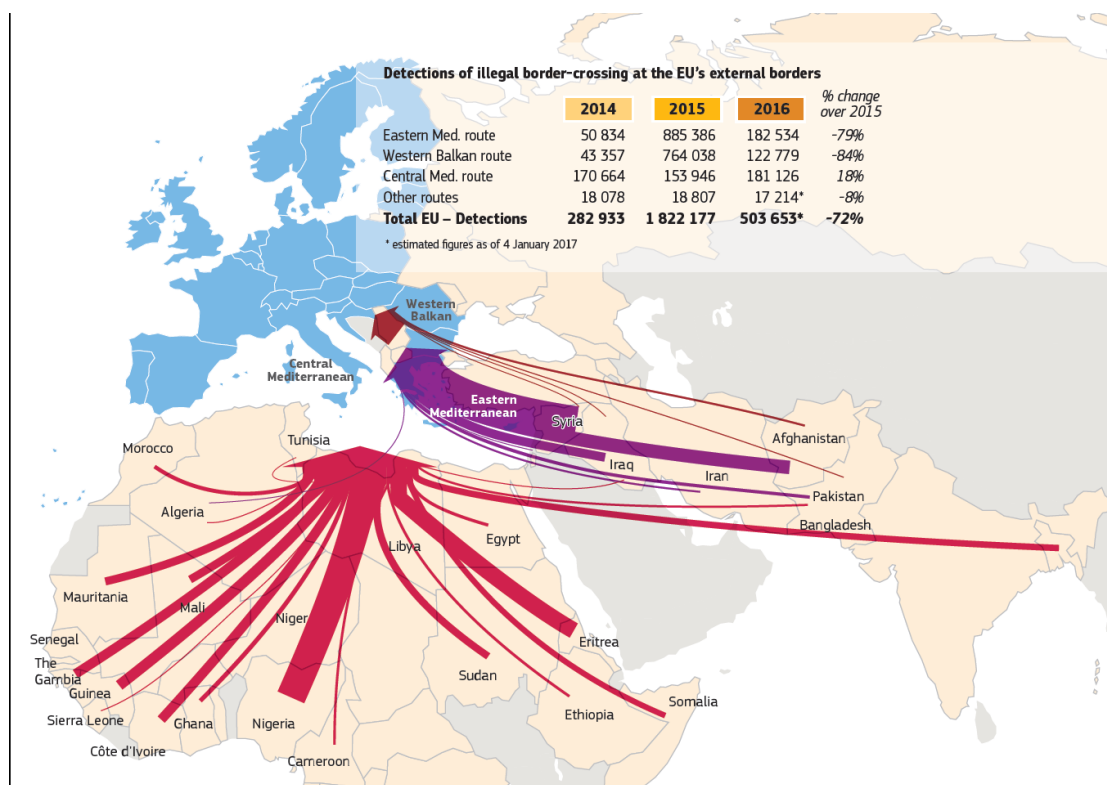 Detections of illegal border-crossing at the EU's external borders
2014 2015 2016 % change
over 2015
Eastern Med. route 50 834 885 386 182 534 -79%
Western Balkan route 43 357 764 038 122 779 -84%
Central Med. route 170 664 153 946 181 126 18%
Other routes 18 078 18 807 17 214* -8%
Total EU – Detections 282 933 1 822 177 503 653* -72%
* estimated figures as of 4 January 2017
Western
Balkan
Central
Mediterranean
Eastern
Mediterranean
Syria
Afghanistan
Morocco
Tunisia
Iraq
Iran
Pakistan
Algeria
Bangladesh
Libya
Egypt
Mauritania
Mali
Niger
Senegal
Eritrea
The
Gambia
Guinea
Sudan
Somalia
Sierra Leone
Ghana
Nigeria
Ethiopia
Côte d'Ivoire
Cameroon